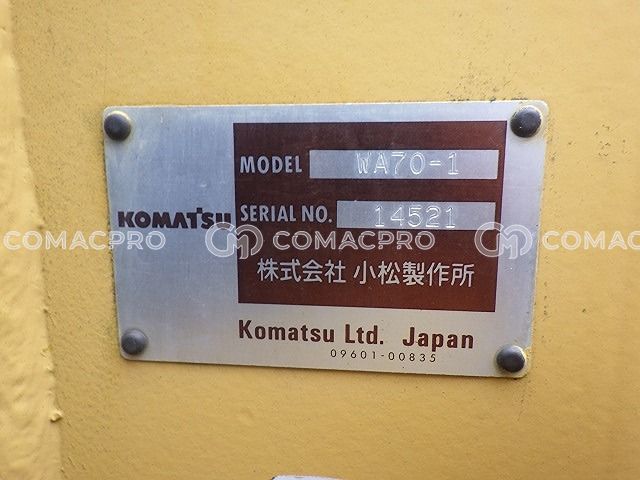 MODEL WA70-1
KOMATSU
SERIAL NO. 14521
COMACPRO COMACPRO COMACPRO
株式会社 小松製作所
Komatsu Ltd. Japan
09601-00835